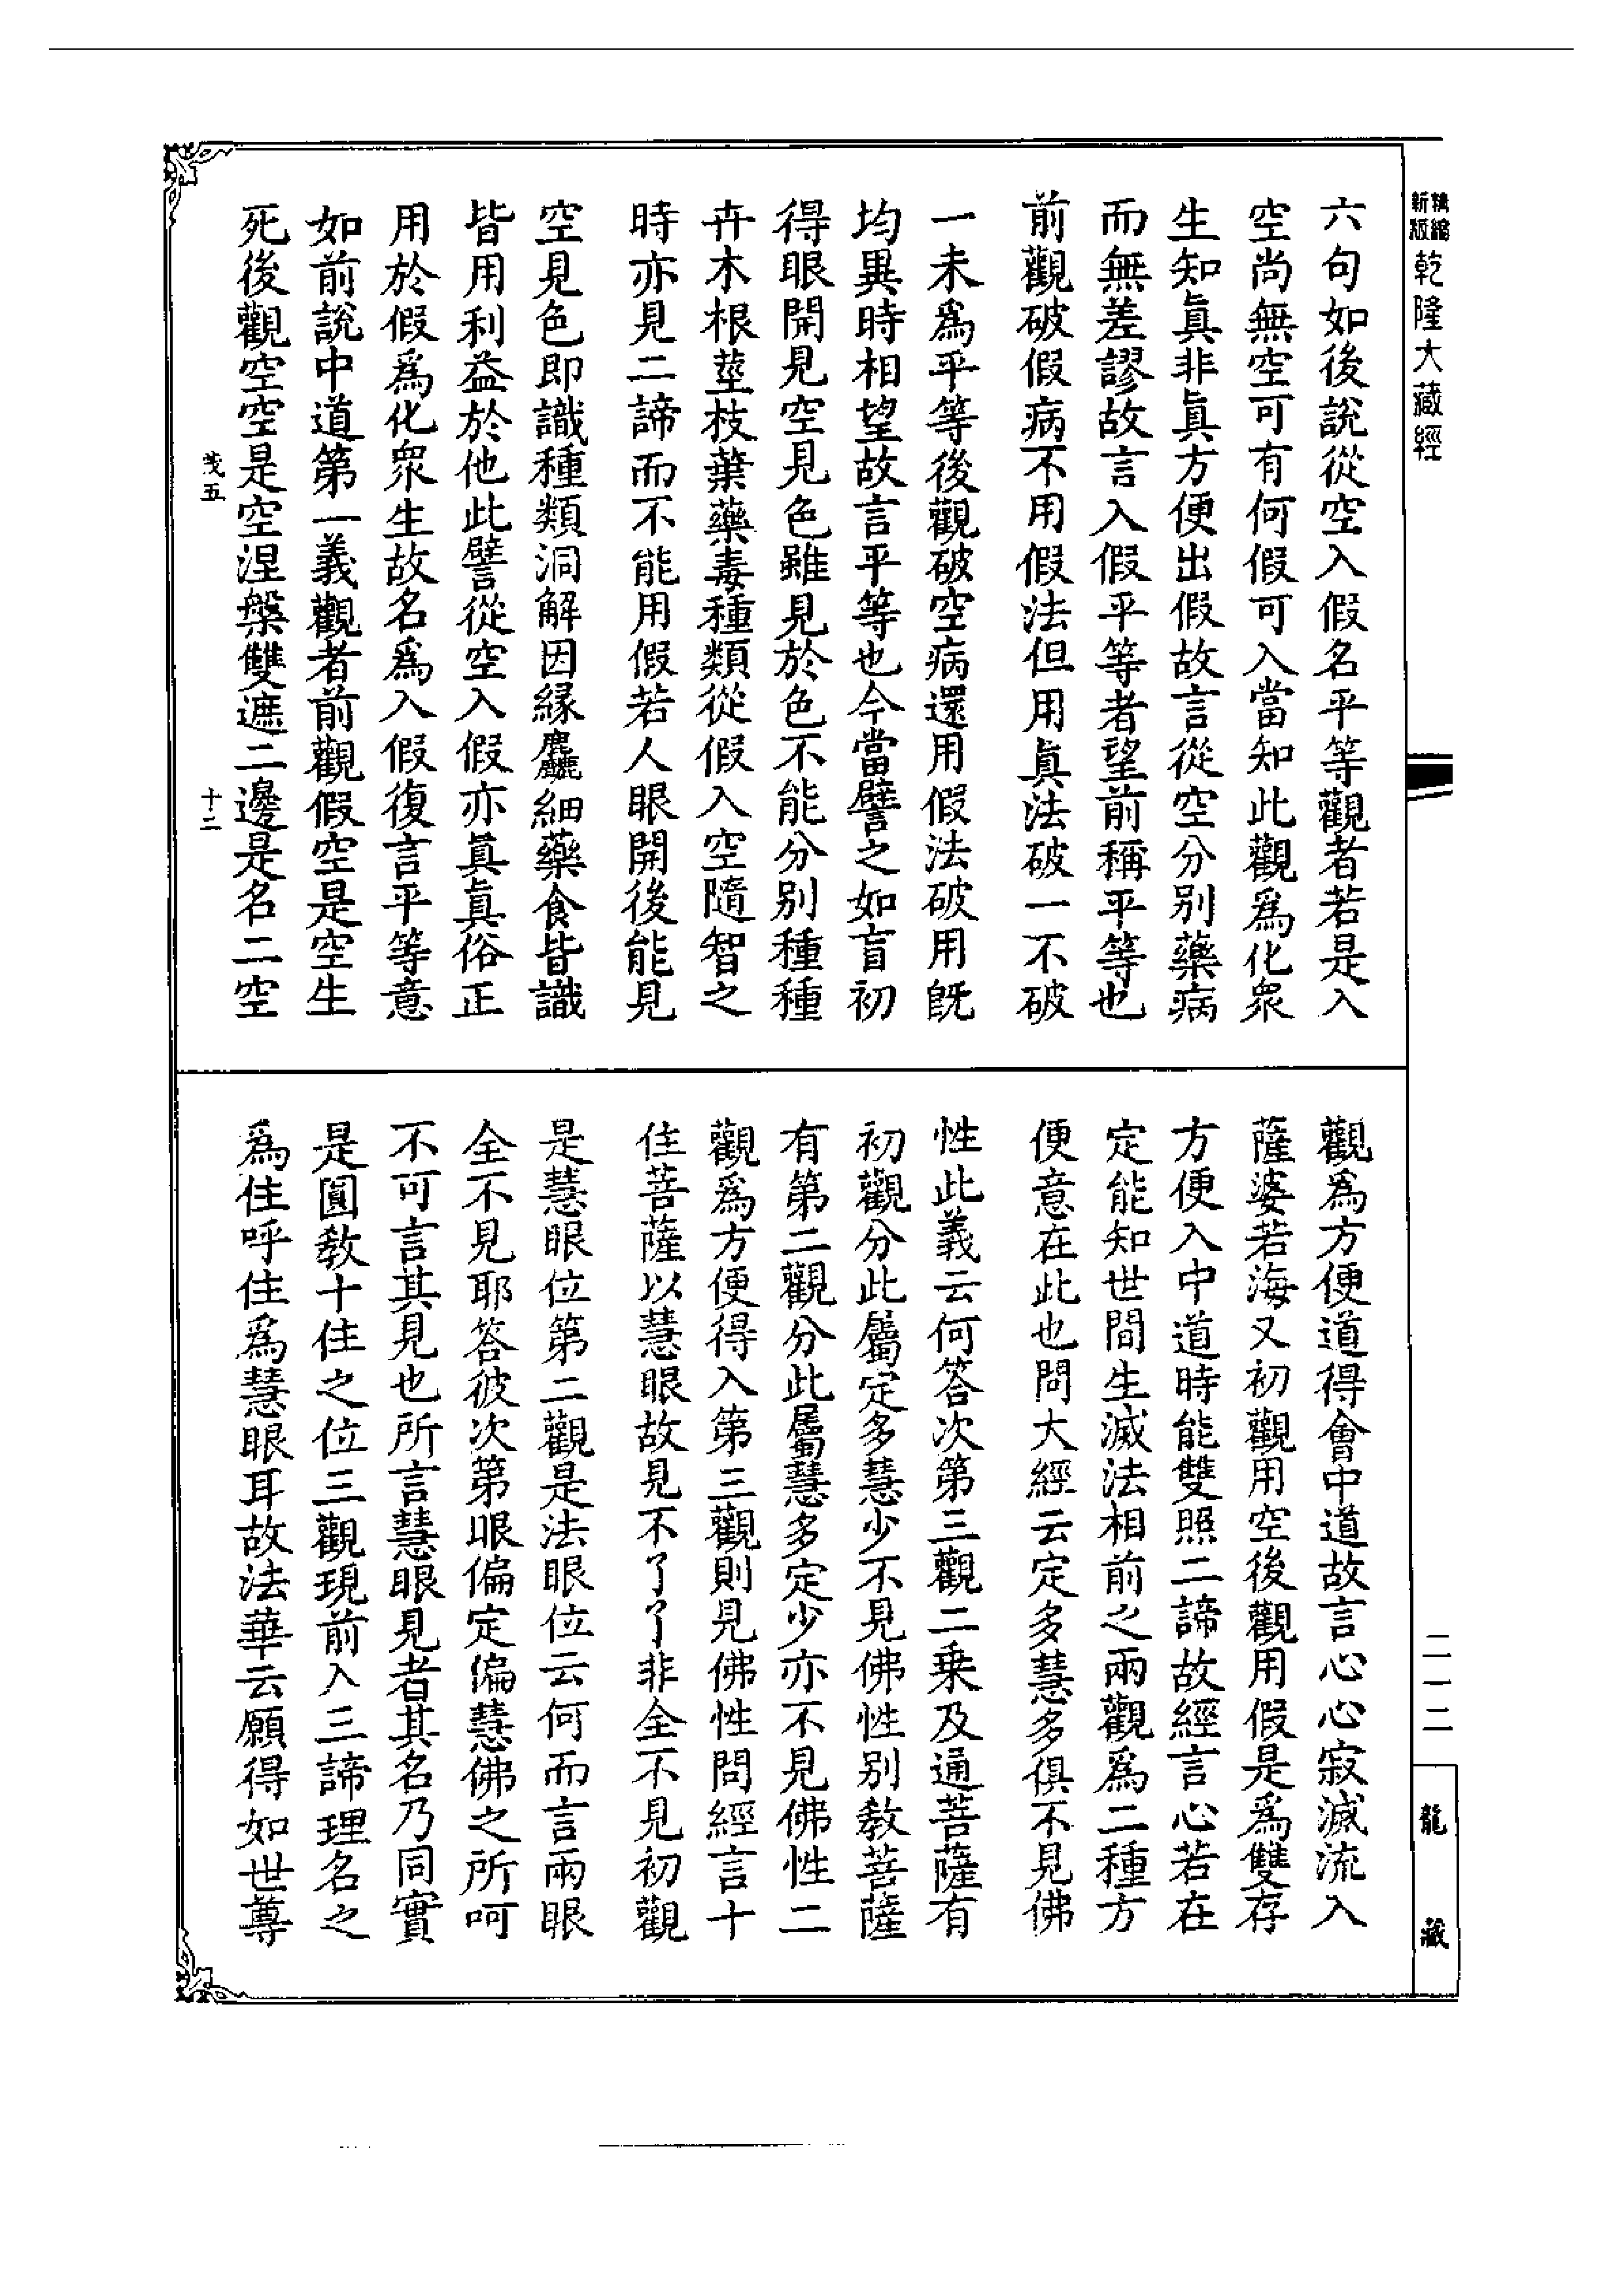 精縮
新版
乾隆大藏經
六句如後說從空入假名平等觀者若是入
空尚無空可有何假可入當知此觀爲化衆
生知眞非眞方便出假故言從空分别藥病
而無差謬故言入假平等者望前稱平等也
前觀破假病不用假法但用眞法破一不破
一未爲平等後觀破空病還用假法破用旣
均異時相望故言平等也今當譬之如盲初
得眼開見空見色雖見於色不能分别種種
卉木根莖枝葉藥毒種類從假入空隨智之
時亦見二諦而不能用假若人眼開後能見
空見色即識種類洞解因緣麤細藥食皆識
皆用利益於他此譬從空入假亦眞眞俗正
用於假爲化衆生故名爲入假復言平等意
如前說中道第一義觀者前觀假空是空生
死後觀空空是空涅槃雙遮二邊是名二空
茂五
十二
觀爲方便道得會中道故言心心寂滅流入
薩婆若海又初觀用空後觀用假是爲雙存
方便入中道時能雙照二諦故經言心若在
定能知世間生滅法相前之兩觀爲二種方
便意在此也問大經云定多慧多俱不見佛
性此義云何答次第三觀二乗及通菩薩有
初觀分此屬定多慧少不見佛性别教菩薩
有第二觀分此屬慧多定少亦不見佛性二
觀爲方便得入第三觀則見佛性問經言十
住菩薩以慧眼故見不了了非全不見初觀
是慧眼位第二觀是法眼位云何而言兩眼
全不見耶答彼次第眼偏定偏慧佛之所呵
不可言其見也所言慧眼見者其名乃同實
是圓教十住之位三觀現前入三諦理名之
爲住呼住爲慧眼耳故法華云願得如世尊
二一二
龍藏